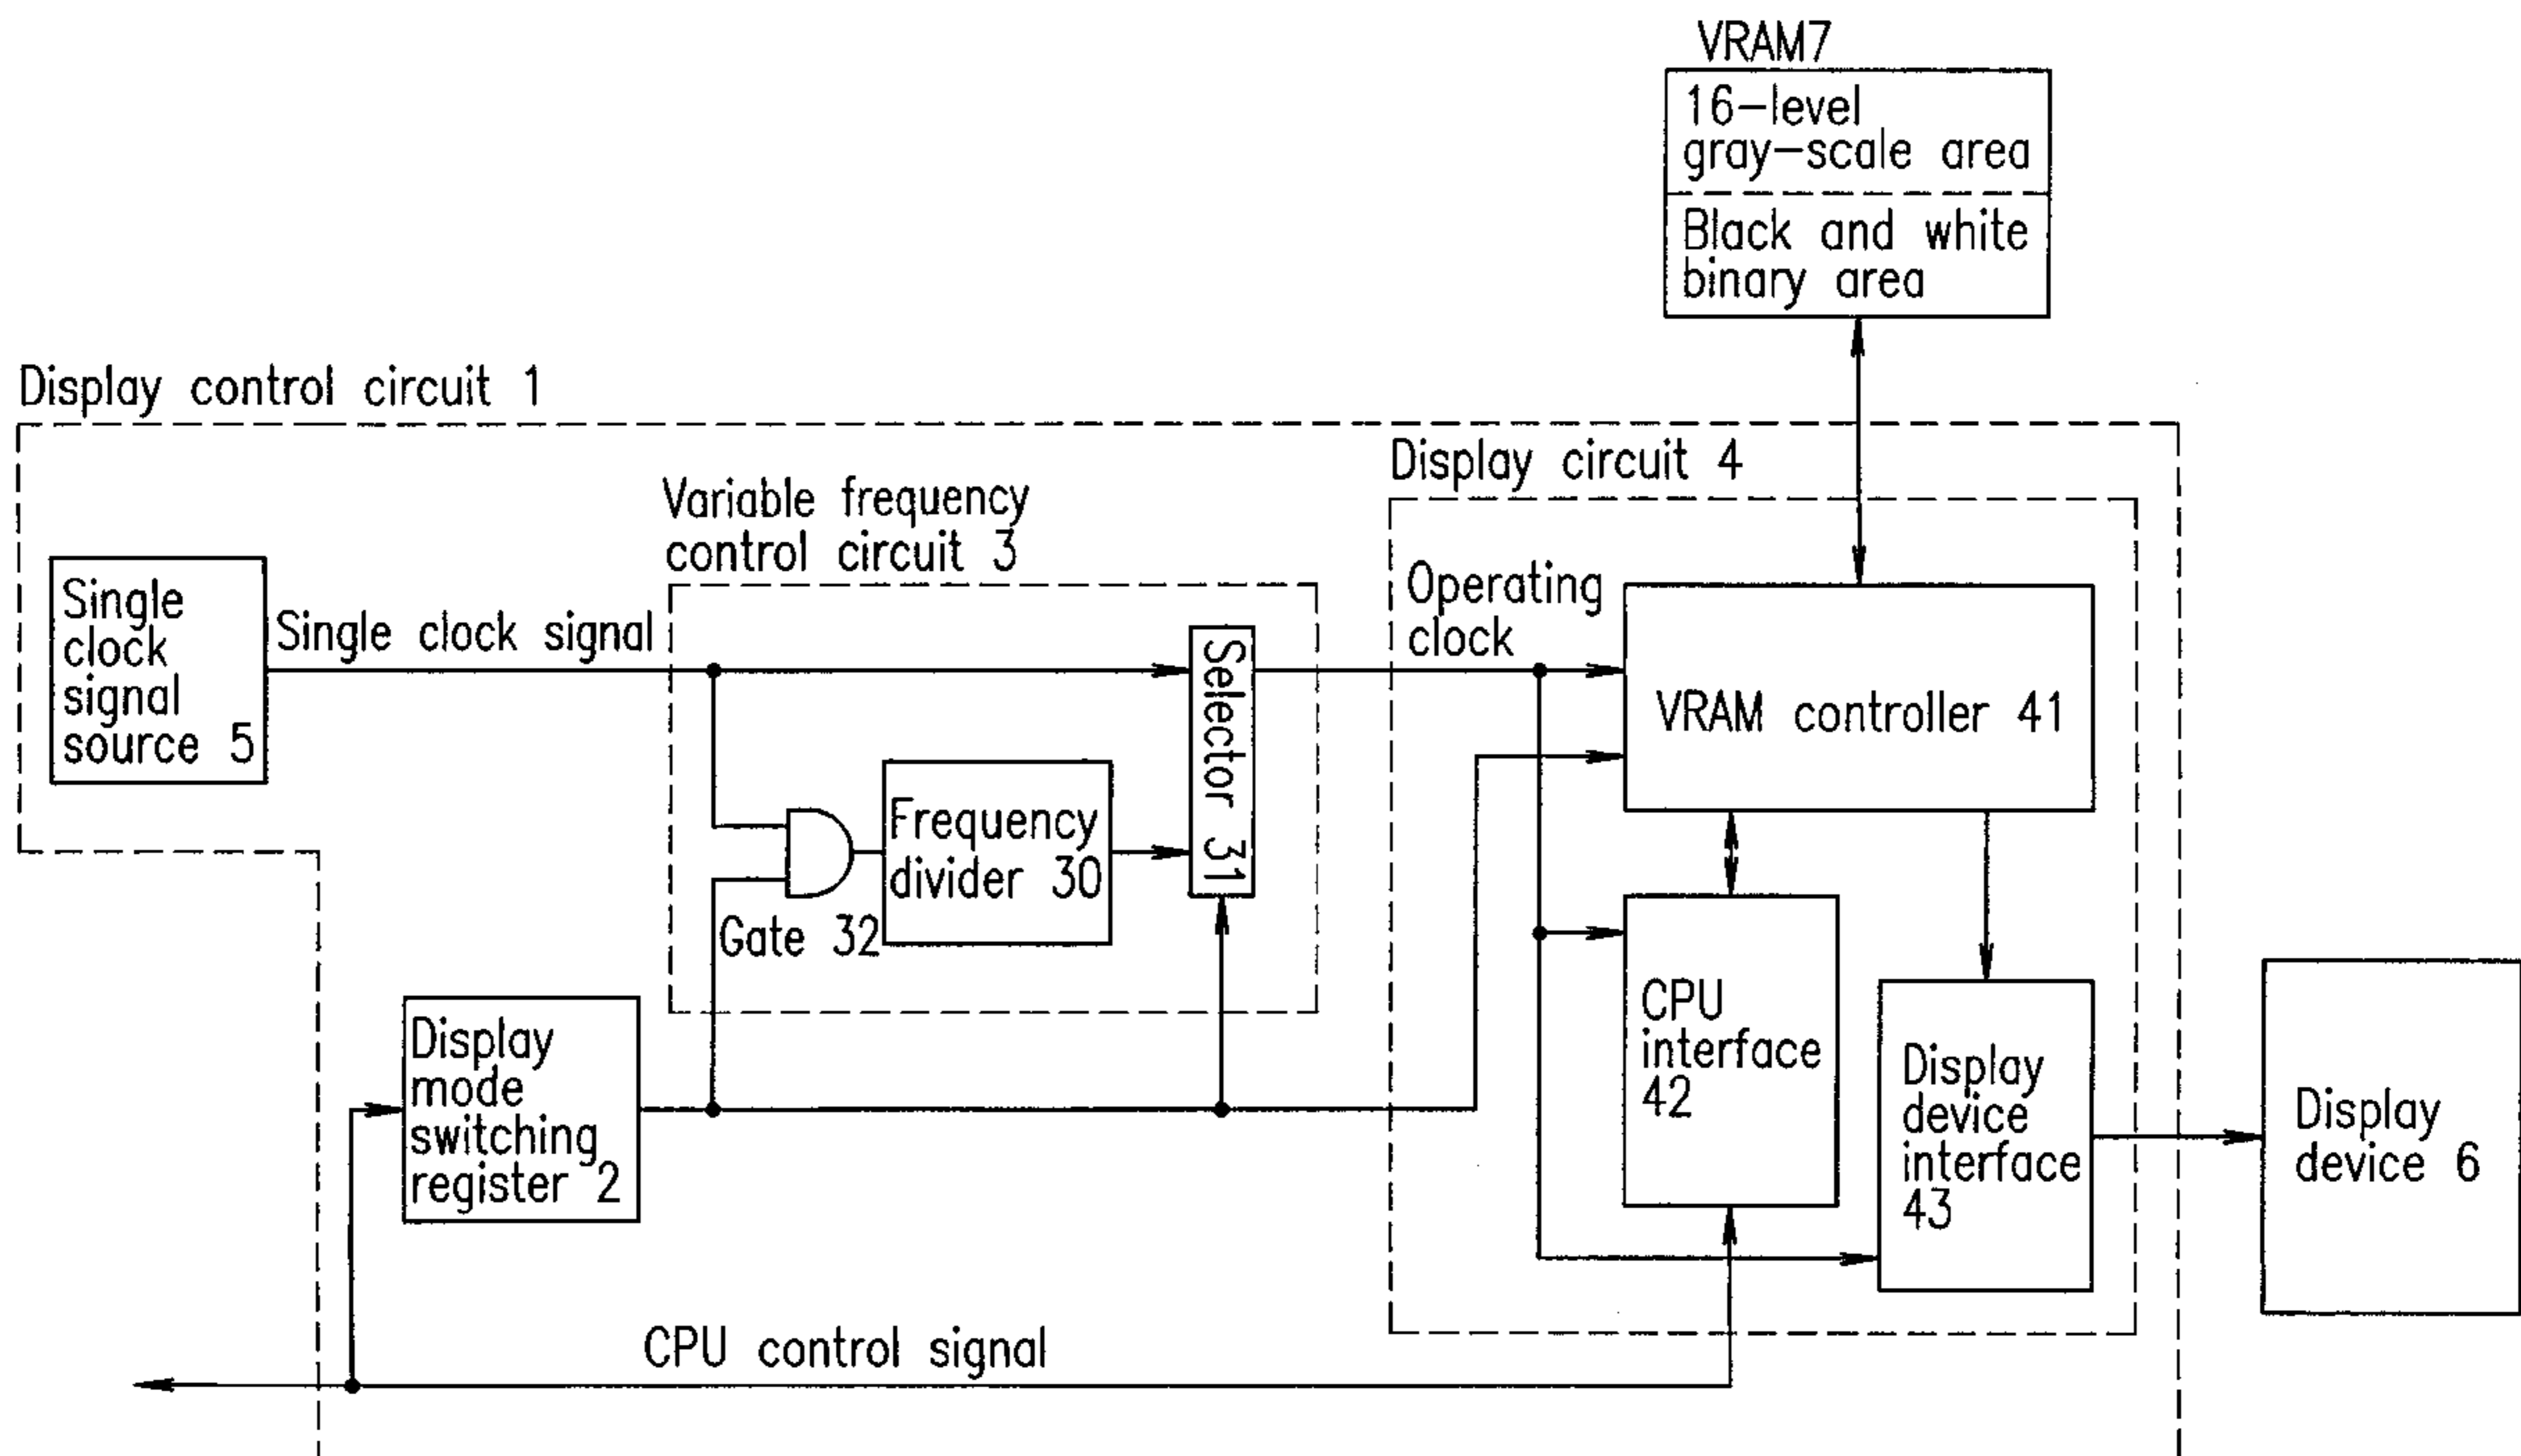 VRAM7
16-level
gray-scale area
Black and white
binary area
Display control circuit 1
Display circuit 4
Variable frequency
control circuit 3
Single
clock
signal
source 5
Single clock signal
Selector 31
Operating
clock
VRAM controller 41
Frequency
divider 30
Gate 32
CPU
interface
42
Display
mode
switching
register 2
Display
device
interface
43
Display
device 6
CPU control signal